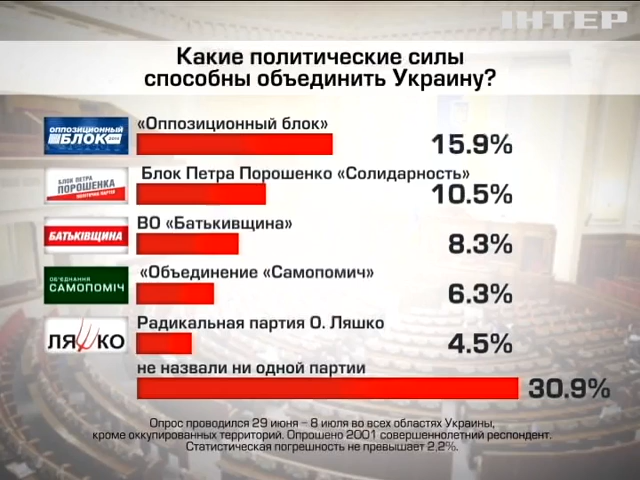 ІНТЕР
Какие политические силы
способны объединить Украину?
ОППОЗИЦИОННЫЙ
БЛОК
«Оппозиционный блок»
15.9%
БЛОК ПЕТРА
ПОРОШЕНКА
Блок Петра Порошенко «Солидарность»
10.5%
БАТЬКІВЩИНА
ВО «Батькивщина»
8.3%
ОБ'ЄДНАННЯ
САМОПОМІЧ
«Объединение «Самопомич»
6.3%
ЛЯШКО
Радикальная партия О. Ляшко
4.5%
не назвали ни одной партии
30.9%
Опрос проводился 29 июня – 8 июля во всех областях Украины,
кроме оккупированных территорий. Опрошено 2001 совершеннолетний респондент.
Статистическая погрешность не превышает 2,2%.